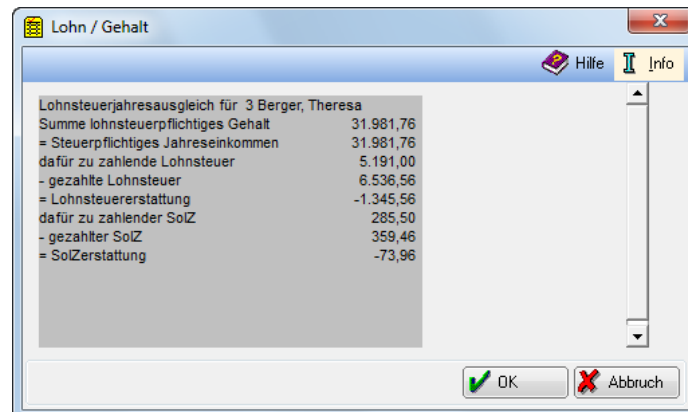 Lohn / Gehalt
Hilfe Info
Lohnsteuerjahresausgleich für 3 Berger, Theresa
Summe lohnsteuerpflichtiges Gehalt 31.981,76
= Steuerpflichtiges Jahreseinkommen 31.981,76
dafür zu zahlende Lohnsteuer 5.191,00
- gezahlte Lohnsteuer 6.536,56
= Lohnsteuererstattung -1.345,56
dafür zu zahlender SolZ 285,50
- gezahlter SolZ 359,46
= SolZerstattung -73,96
OK Abbruch